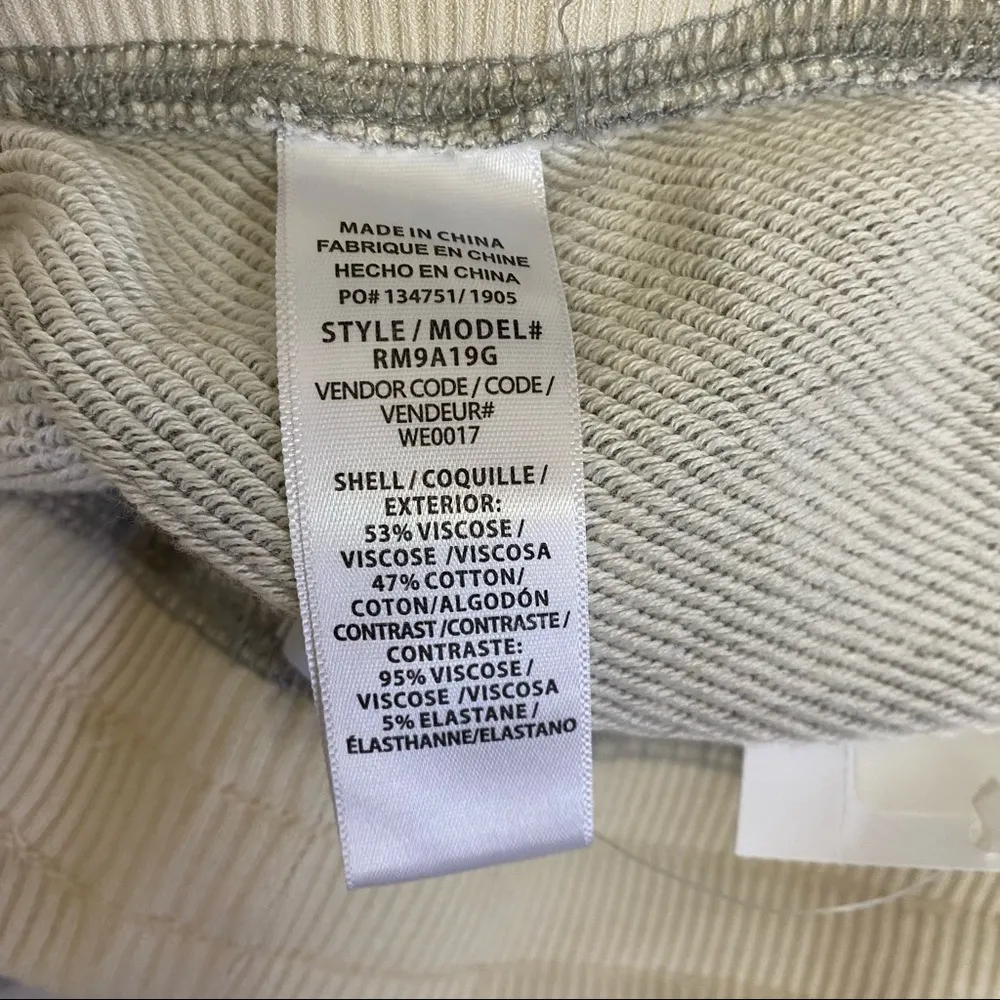 MADE IN CHINA
FABRIQUE EN CHINE
HECHO EN CHINA
PO# 134751/1905
STYLE / MODEL#
RM9A19G
VENDOR CODE / CODE /
VENDEUR#
WE0017
SHELL / COQUILLE /
EXTERIOR:
53% VISCOSE /
VISCOSE /VISCOSA
47% COTTON/
COTON/ALGODÓN
CONTRAST /CONTRASTE /
CONTRASTE:
95% VISCOSE /
VISCOSE /VISCOSA
5% ELASTANE /
ÉLASTHANNE/ELASTANO